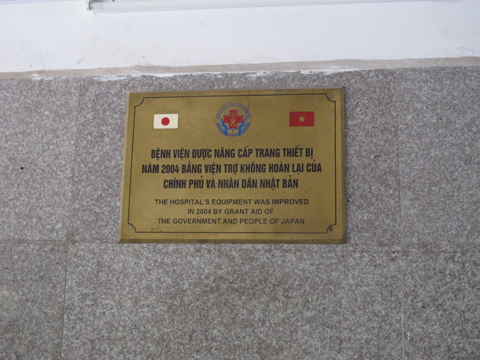 BỆNH VIỆN ĐƯỢC NÂNG CẤP TRANG THIẾT BỊ
NĂM 2004 BẰNG VIỆN TRỢ KHÔNG HOÀN LẠI CỦA
CHÍNH PHỦ VÀ NHÂN DÂN NHẬT BẢN
THE HOSPITAL'S EQUIPMENT WAS IMPROVED
IN 2004 BY GRANT AID OF
THE GOVERNMENT AND PEOPLE OF JAPAN